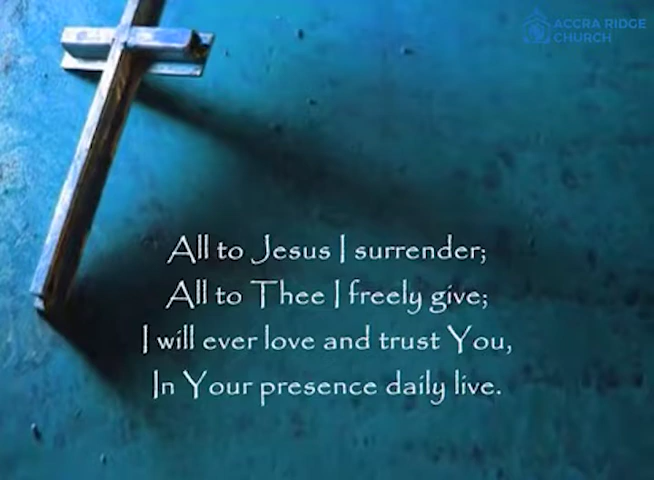 ACCRA RIDGE
CHURCH
All to Jesus I surrender;
All to Thee I freely give;
I will ever love and trust You,
In Your presence daily live.